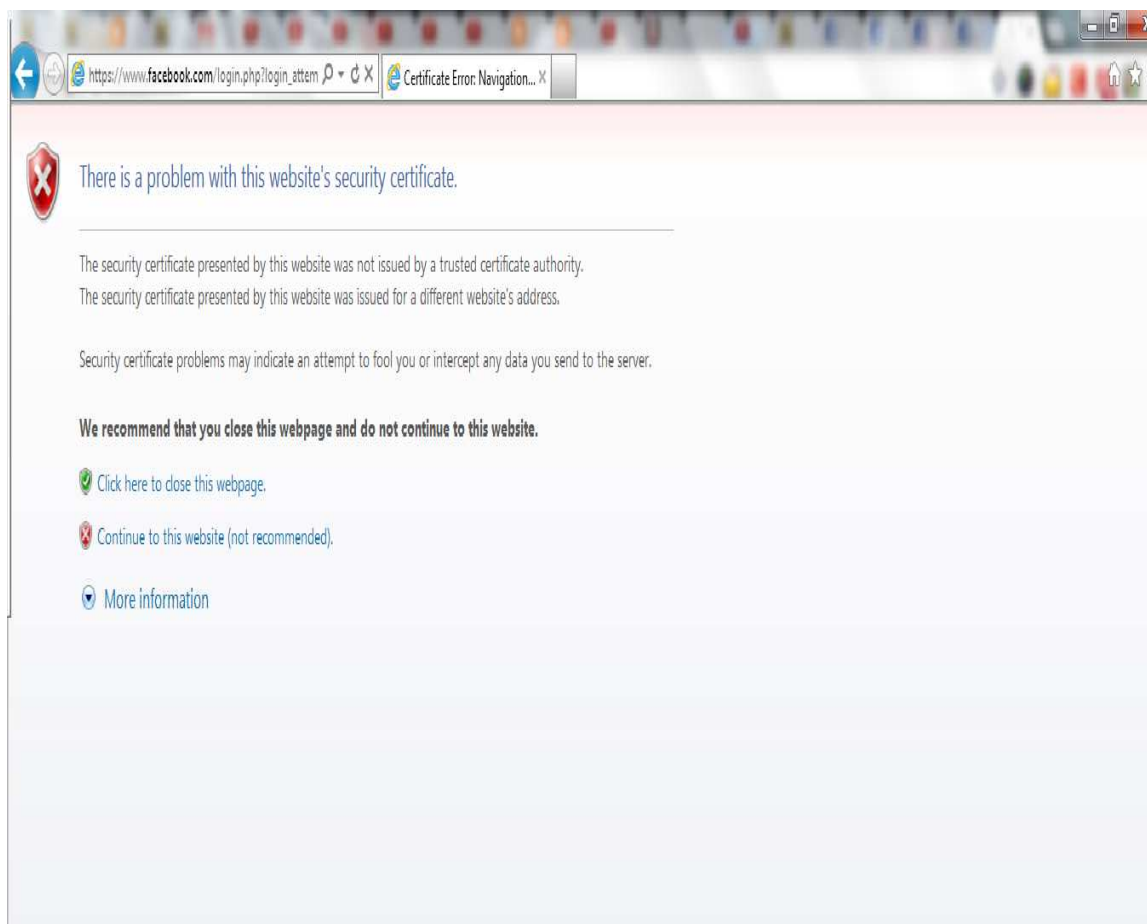 https://www.facebook.com/login.php?login_attem
Certificate Error: Navigation...
There is a problem with this website's security certificate.
The security certificate presented by this website was not issued by a trusted certificate authority.
The security certificate presented by this website was issued for a different website's address.
Security certificate problems may indicate an attempt to fool you or intercept any data you send to the server.
We recommend that you close this webpage and do not continue to this website.
Click here to close this webpage.
Continue to this website (not recommended).
More information